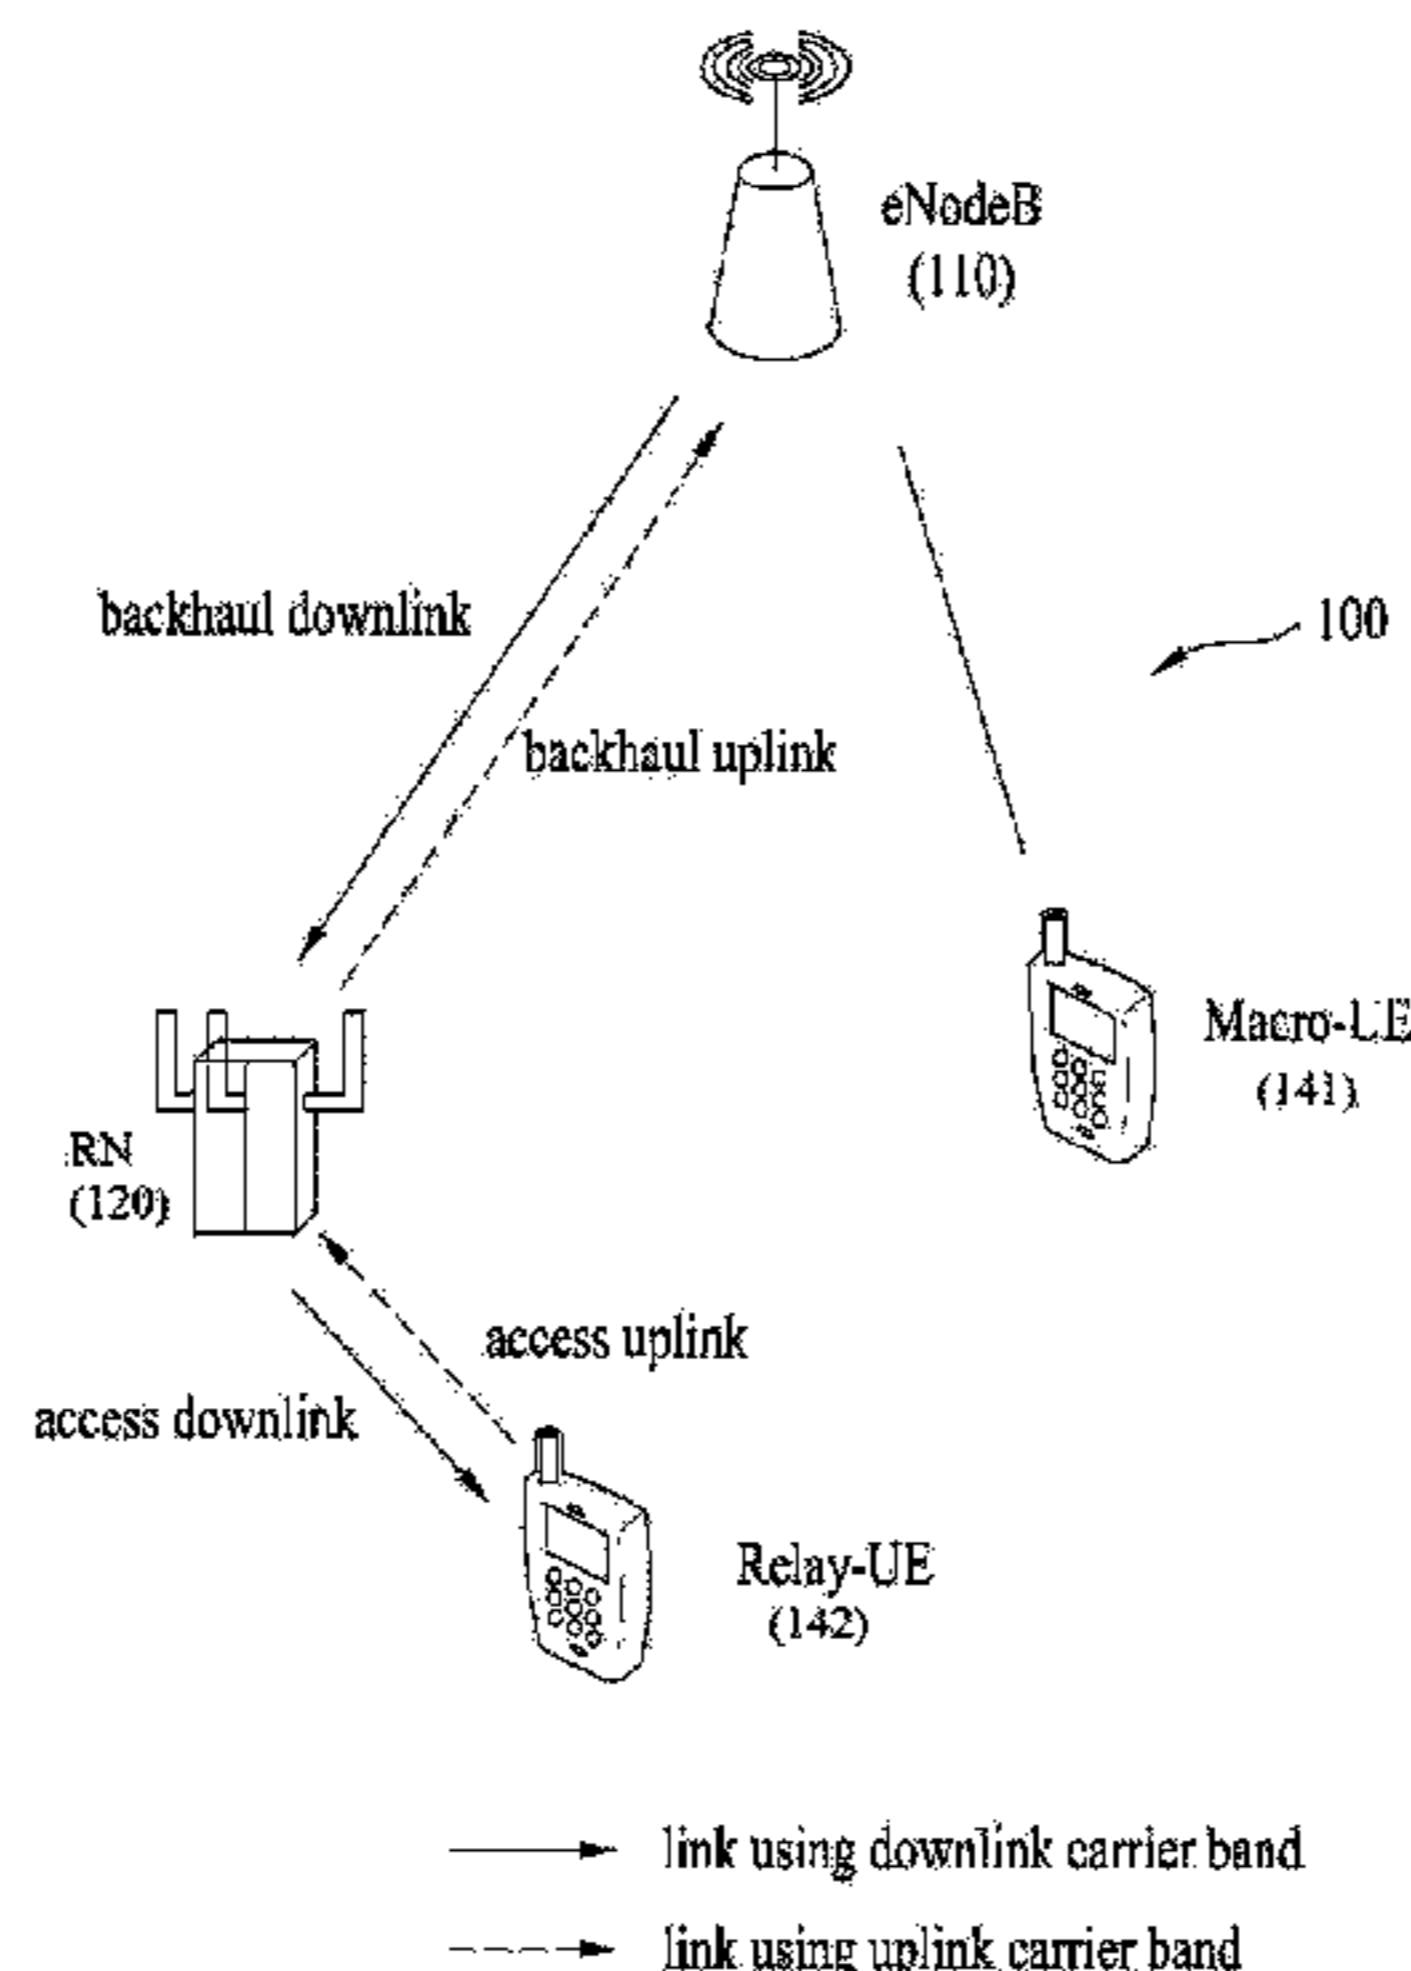 eNodeB
(110)
backhaul downlink
100
backhaul uplink
Macro-UE
(141)
RN
(120)
access uplink
access downlink
Relay-UE
(142)
link using downlink carrier band
link using uplink carrier band